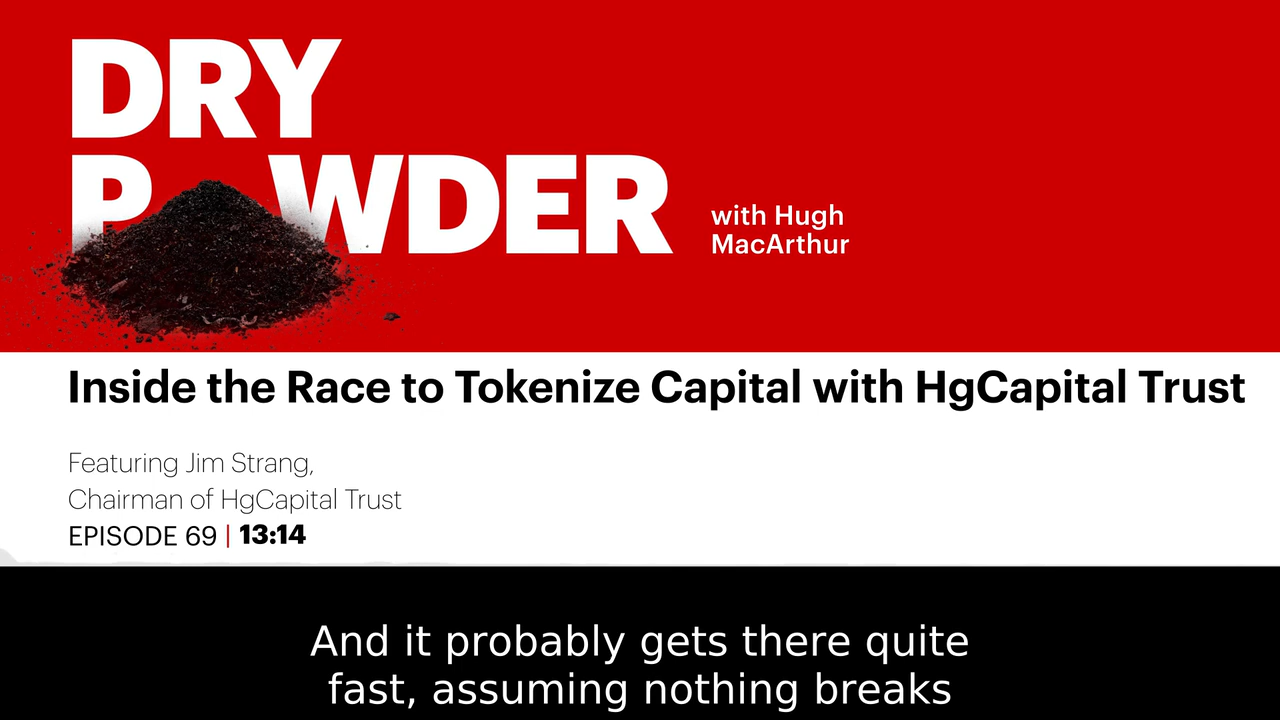 DRY
POWDER
with Hugh
MacArthur
Inside the Race to Tokenize Capital with HgCapital Trust
Featuring Jim Strang,
Chairman of HgCapital Trust
EPISODE 69 | 13:14
And it probably gets there quite
fast, assuming nothing breaks